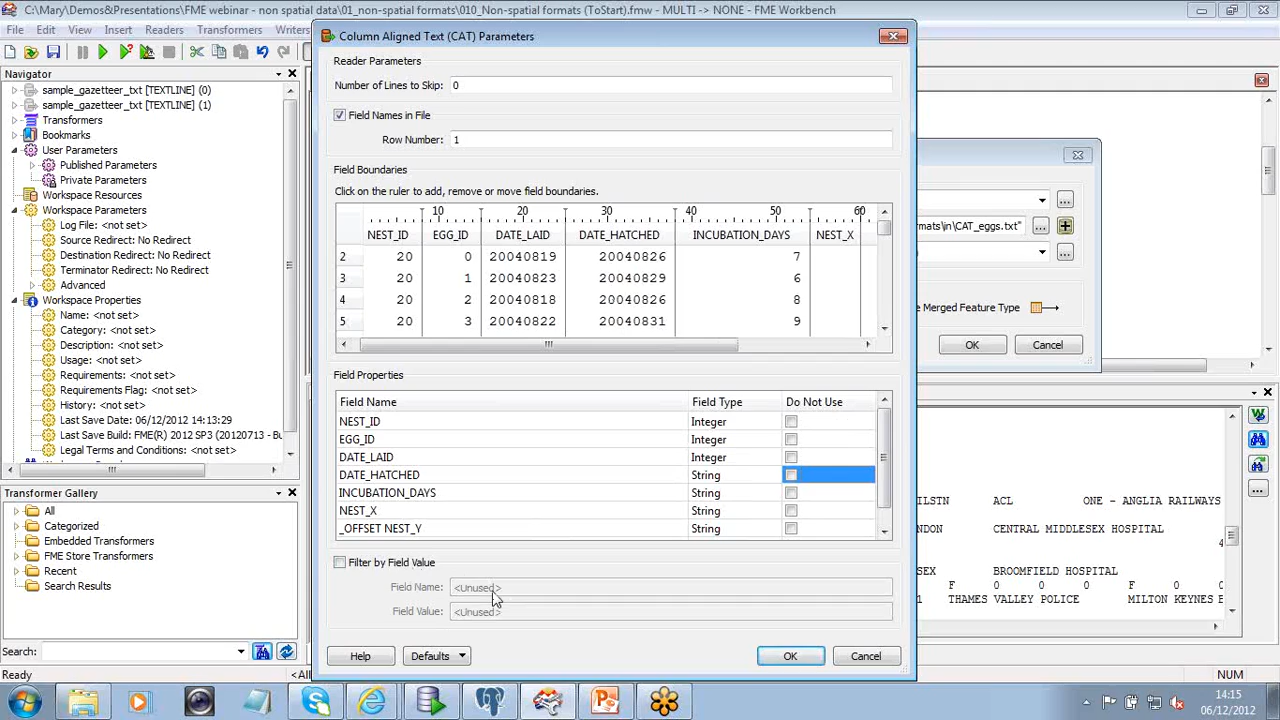 C:\Mary\Demos&Presentations\FME webinar - non spatial data\01_non-spatial formats\010_Non-spatial formats (ToStart).fmw - MULTI -> NONE - FME Workbench
File Edit View Insert Readers Transformers Writers
Navigator
sample_gazetteer_txt [TEXTLINE] (0)
sample_gazetteer_txt [TEXTLINE] (1)
Transformers
Bookmarks
User Parameters
Published Parameters
Private Parameters
Workspace Resources
Workspace Parameters
Log File: <not set>
Source Redirect: No Redirect
Destination Redirect: No Redirect
Terminator Redirect: No Redirect
Advanced
Workspace Properties
Name: <not set>
Category: <not set>
Description: <not set>
Usage: <not set>
Requirements: <not set>
Requirements Flag: <not set>
History: <not set>
Last Save Date: 06/12/2012 14:13:29
Last Save Build: FME(R) 2012 SP3 (20120713 - Bu
Legal Terms and Conditions: <not set>
Transformer Gallery
All
Categorized
Embedded Transformers
FME Store Transformers
Recent
Search Results
Search:
Ready
<All
Column Aligned Text (CAT) Parameters
Reader Parameters
Number of Lines to Skip: 0
Field Names in File
Row Number: 1
Field Boundaries
Click on the ruler to add, remove or move field boundaries.
10 20 30 40 50 60
NEST_ID EGG_ID DATE_LAID DATE_HATCHED INCUBATION_DAYS NEST_X
2 20 0 20040819 20040826 7
3 20 1 20040823 20040829 6
4 20 2 20040818 20040826 8
5 20 3 20040822 20040831 9
Field Properties
Field Name Field Type Do Not Use
NEST_ID Integer
EGG_ID Integer
DATE_LAID Integer
DATE_HATCHED String
INCUBATION_DAYS String
NEST_X String
_OFFSET NEST_Y String
Filter by Field Value
Field Name: <Unused>
Field Value: <Unused>
Help Defaults OK Cancel
...
rmats\in\CAT_eggs.txt" ...
...
e Merged Feature Type
OK Cancel
ILSTN ACL ONE - ANGLIA RAILWAYS
NDON CENTRAL MIDDLESEX HOSPITAL
4
SEX BROOMFIELD HOSPITAL
F 0 0 0 F 0
1 THAMES VALLEY POLICE MILTON KEYNES E
...
NUM
14:15
06/12/2012